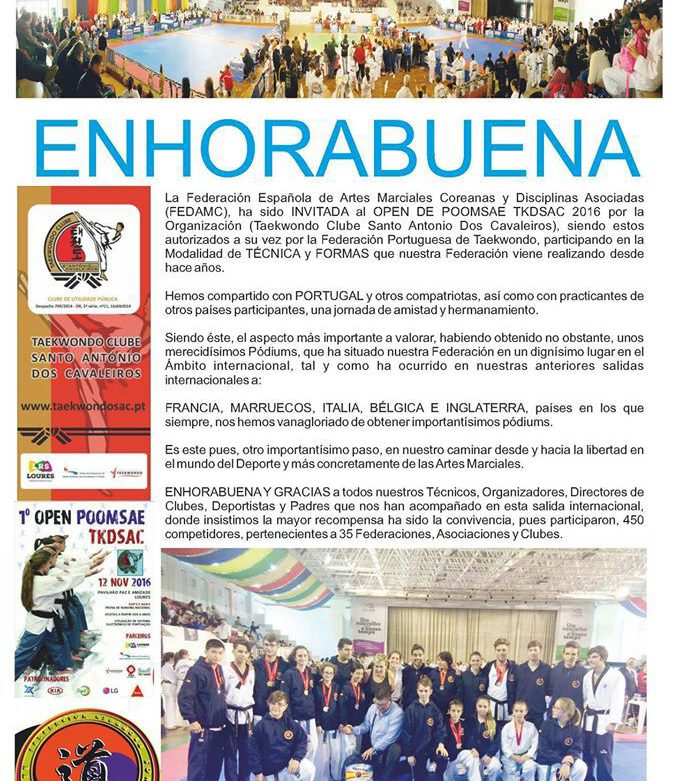 ENHORABUENA
La Federación Española de Artes Marciales Coreanas y Disciplinas Asociadas
(FEDAMC), ha sido INVITADA al OPEN DE POOMSAE TKDSAC 2016 por la
Organización (Taekwondo Clube Santo Antonio Dos Cavaleiros), siendo estos
autorizados a su vez por la Federación Portuguesa de Taekwondo, participando en la
Modalidad de TÉCNICA y FORMAS que nuestra Federación viene realizando desde
hace años.
Hemos compartido con PORTUGAL y otros compatriotas, así como con practicantes de
otros países participantes, una jornada de amistad y hermanamiento.
Siendo éste, el aspecto más importante a valorar, habiendo obtenido no obstante, unos
merecidísimos Pódiums, que ha situado nuestra Federación en un dignísimo lugar en el
Ámbito internacional, tal y como ha ocurrido en nuestras anteriores salidas
internacionales a:
FRANCIA, MARRUECOS, ITALIA, BÉLGICA E INGLATERRA, países en los que
siempre, nos hemos vanagloriado de obtener importantísimos pódiums.
Es este pues, otro importantísimo paso, en nuestro caminar desde y hacia la libertad en
el mundo del Deporte y más concretamente de las Artes Marciales.
ENHORABUENA Y GRACIAS a todos nuestros Técnicos, Organizadores, Directores de
Clubes, Deportistas y Padres que nos han acompañado en esta salida internacional,
donde insistimos la mayor recompensa ha sido la convivencia, pues participaron, 450
competidores, pertenecientes a 35 Federaciones, Asociaciones y Clubes.
TAEKWONDO CLUBE
CAVALEIROS
CLUBE DE UTILIDADE PÚBLICA
TAEKWONDO CLUBE
SANTO ANTÓNIO
DOS CAVALEIROS
www.taekwondosac.pt
LRS
LOURES
TAEKWONDO
1º OPEN POOMSAE
TKDSAC
12 NOV 2016
PAVILHÃO PAZ E AMIZADE
LOURES
PARCEIROS
PATROCINADORES
KIA
LG
道